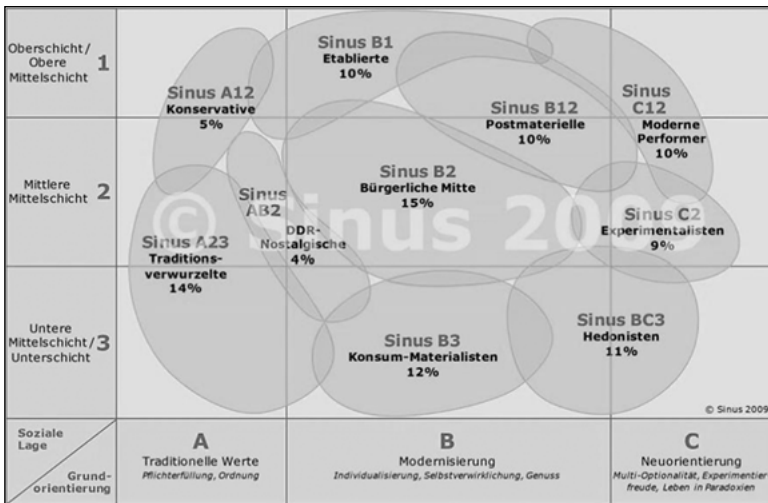 Oberschicht /
Obere
Mittelschicht
1
Mittlere
Mittelschicht
2
Untere
Mittelschicht /
Unterschicht
3
Sinus B1
Etablierte
10%
Sinus A12
Konservative
5%
Sinus B12
Postmaterielle
10%
Sinus
C12
Moderne
Performer
10%
Sinus B2
Bürgerliche Mitte
15%
Sinus
AB2
DDR-
Nostalgische
4%
Sinus A23
Traditions-
verwurzelte
14%
Sinus C2
Experimentalisten
9%
Sinus B3
Konsum-Materialisten
12%
Sinus BC3
Hedonisten
11%
© Sinus 2009
© Sinus 2009
Soziale
Lage
Grund-
orientierung
A
Traditionelle Werte
Pflichterfüllung, Ordnung
B
Modernisierung
Individualisierung, Selbstverwirklichung, Genuss
C
Neuorientierung
Multi-Optionalität, Experimentier
freude, Leben in Paradoxien